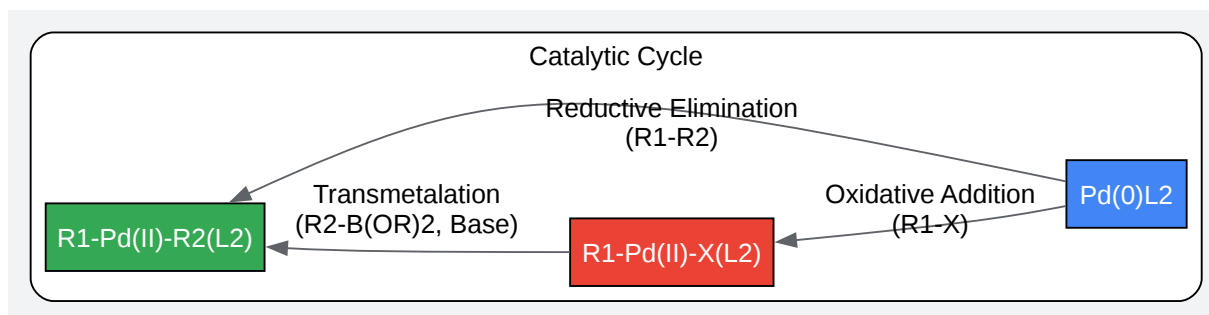 Catalytic Cycle
Reductive Elimination
(R1-R2)
Transmetalation
(R2-B(OR)2, Base)
Oxidative Addition
(R1-X)
Pd(0)L2
R1-Pd(II)-R2(L2)
R1-Pd(II)-X(L2)